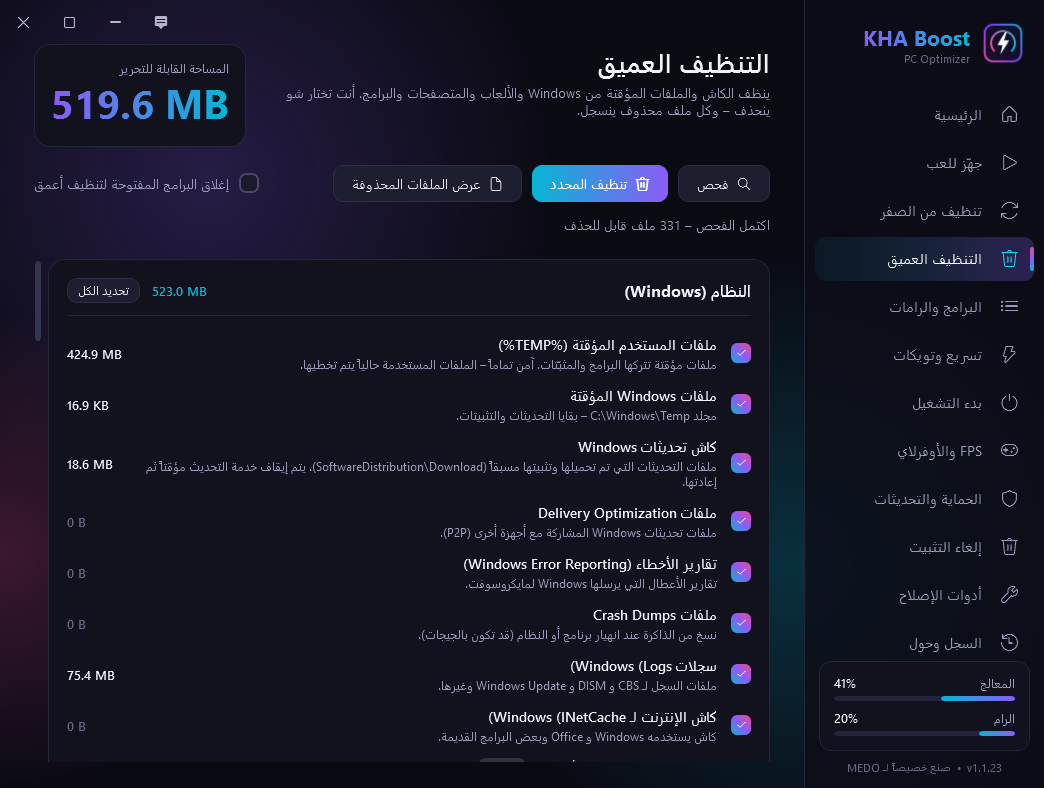 KHA Boost
PC Optimizer
الرئيسية
جهّز للعب
تنظيف من الصفر
التنظيف العميق
البرامج والرامات
تسريع وتويكات
بدء التشغيل
FPS والأوفرلاي
الحماية والتحديثات
إلغاء التثبيت
أدوات الإصلاح
السجل وحول
المعالج 41%
الرام 20%
صنع خصيصاً لـ MEDO • v1.1.23
التنظيف العميق
ينظف الكاش والملفات المؤقتة من Windows والألعاب والمتصفحات والبرامج. أنت تختار شو
ينحذف – وكل ملف محذوف ينسجل.
المساحة القابلة للتحرير
519.6 MB
فحص
تنظيف المحدد
عرض الملفات المحذوفة
إغلاق البرامج المفتوحة لتنظيف أعمق
اكتمل الفحص – 331 ملف قابل للحذف
النظام (Windows)
523.0 MB
تحديد الكل
ملفات المستخدم المؤقتة (%TEMP%)
ملفات مؤقتة تتركها البرامج والمثبّتات. آمن تماماً – الملفات المستخدمة حالياً يتم تخطيها.
424.9 MB
ملفات Windows المؤقتة
مجلد C:\Windows\Temp – بقايا التحديثات والتثبيتات.
16.9 KB
كاش تحديثات Windows
ملفات التحديثات التي تم تحميلها وتثبيتها مسبقاً (SoftwareDistribution\Download). يتم إيقاف خدمة التحديث مؤقتاً ثم
إعادتها.
18.6 MB
ملفات Delivery Optimization
ملفات تحديثات Windows المشاركة مع أجهزة أخرى (P2P).
0 B
تقارير الأخطاء (Windows Error Reporting)
تقارير الأعطال التي يرسلها Windows لمايكروسوفت.
0 B
ملفات Crash Dumps
نسخ من الذاكرة عند انهيار برنامج أو النظام (قد تكون بالجيجات).
0 B
سجلات Windows (Logs)
ملفات السجل لـ CBS و DISM و Windows Update وغيرها.
75.4 MB
كاش الإنترنت لـ Windows (INetCache)
كاش يستخدمه Windows و Office وبعض البرامج القديمة.
0 B